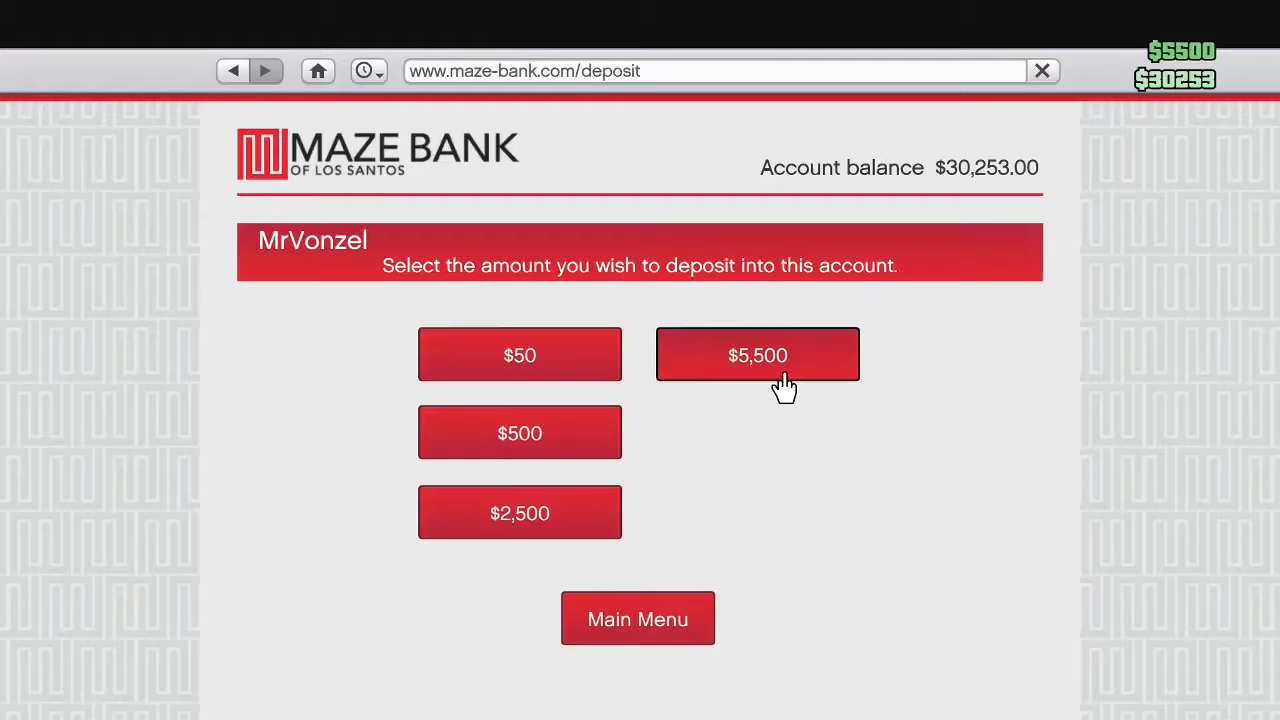 www.maze-bank.com/deposit
$5500
$30253
MAZE BANK
OF LOS SANTOS
Account balance $30,253.00
MrVonzel
Select the amount you wish to deposit into this account.
$50
$5,500
$500
$2,500
Main Menu